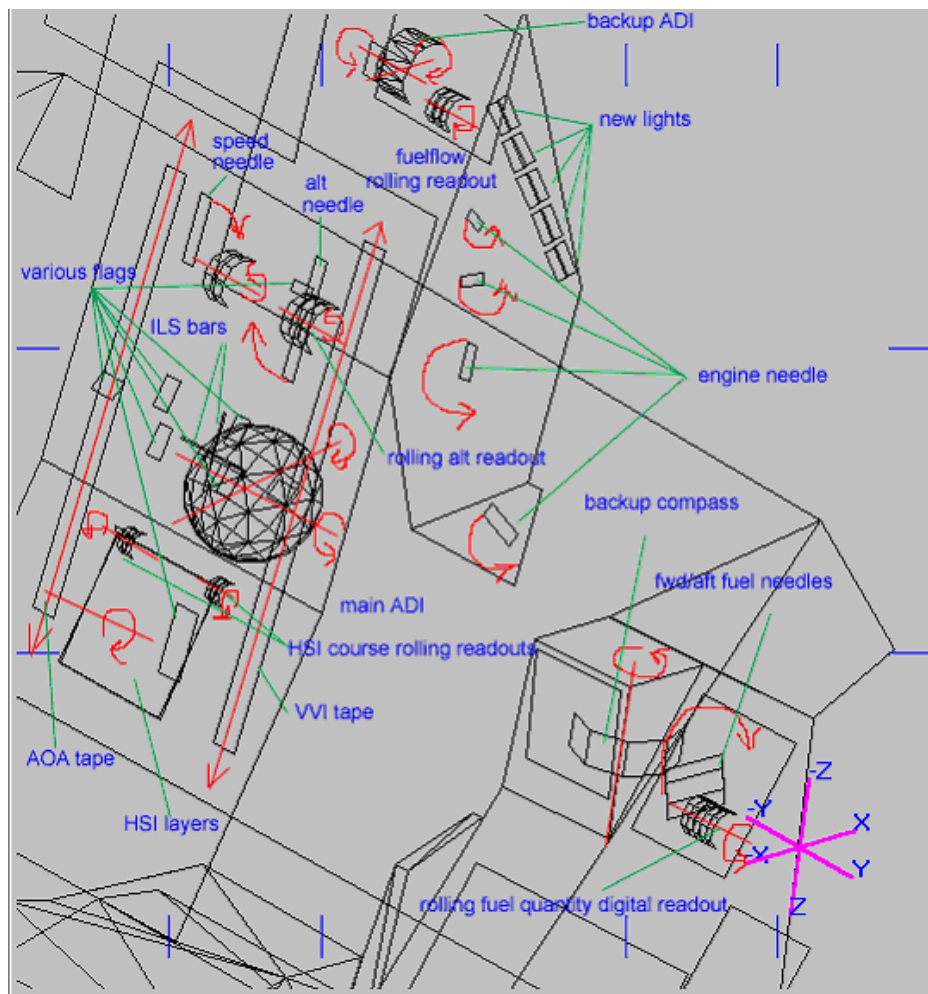 backup ADI
new lights
speed
needle
fuelflow
rolling readout
alt
needle
various flags
ILS bars
engine needle
rolling alt readout
backup compass
fwd/aft fuel needles
main ADI
HSI course rolling readouts
VVI tape
AOA tape
HSI layers
-Z
-Y
X
-X
Y
Z
rolling fuel quantity digital readout